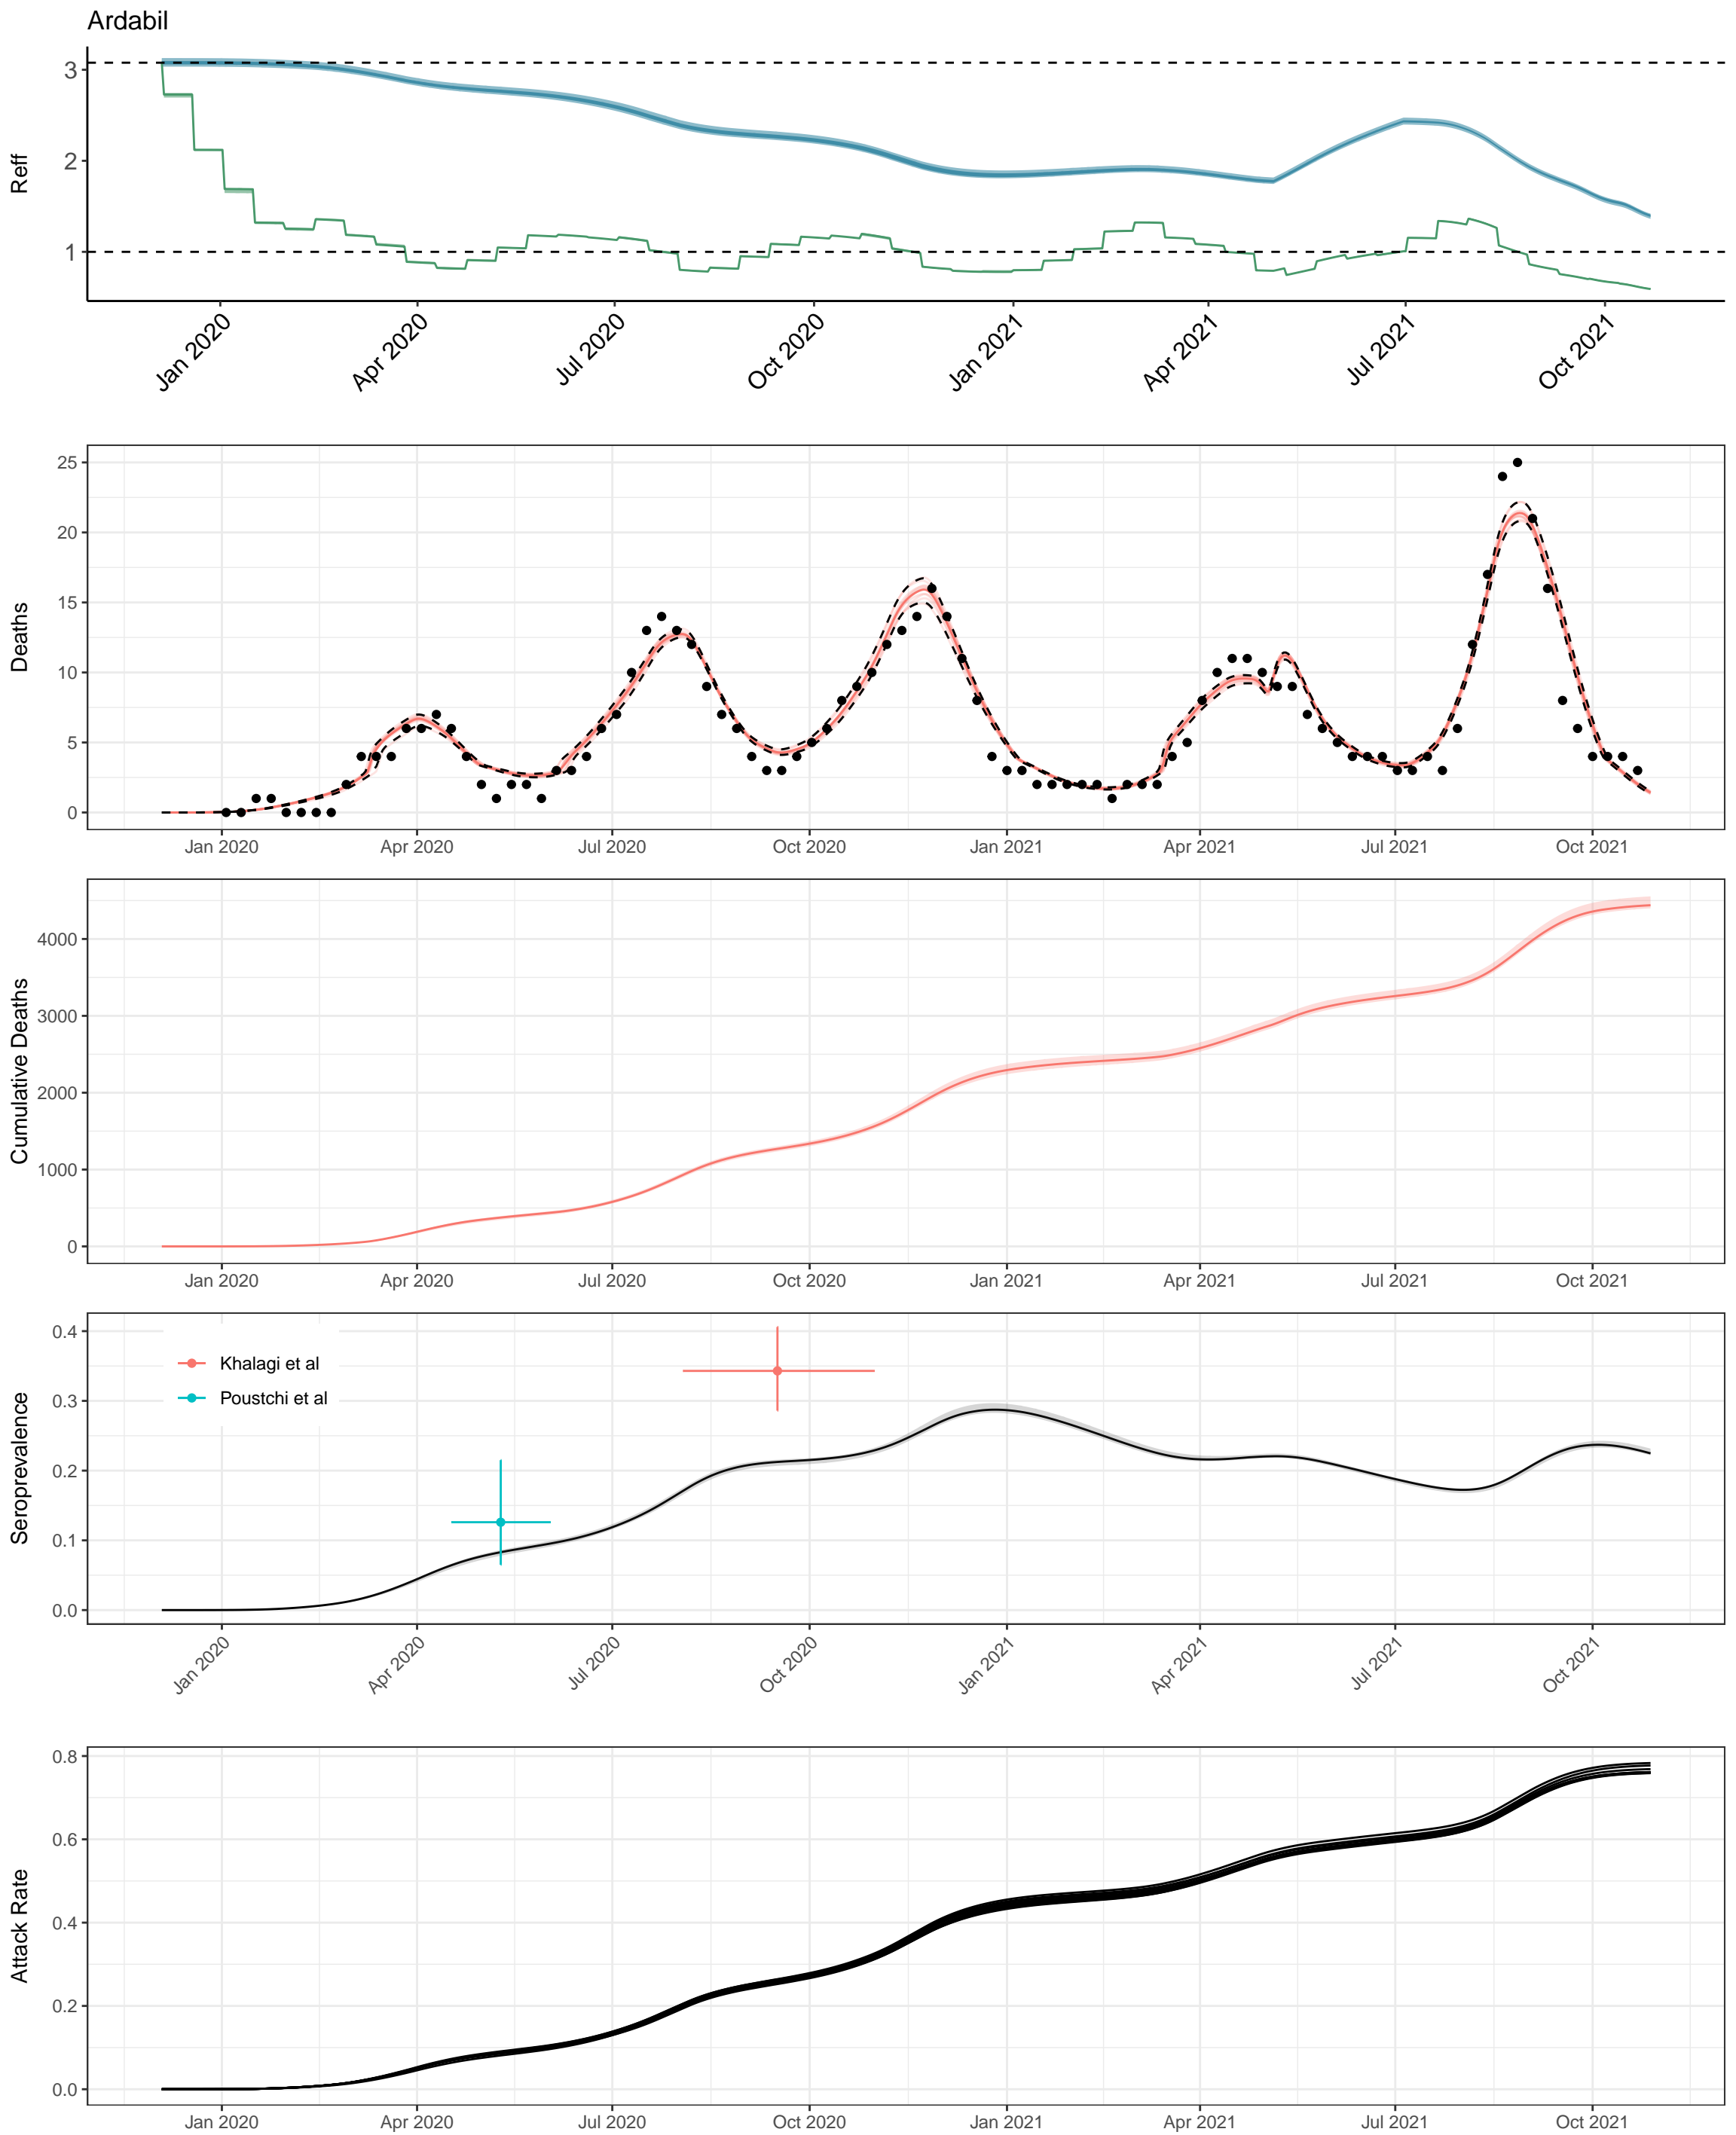 Ardabil
Reff
3
2
1
Jan 2020
Apr 2020
Jul 2020
Oct 2020
Jan 2021
Apr 2021
Jul 2021
Oct 2021
Deaths
25
20
15
10
5
0
Jan 2020
Apr 2020
Jul 2020
Oct 2020
Jan 2021
Apr 2021
Jul 2021
Oct 2021
Cumulative Deaths
4000
3000
2000
1000
0
Jan 2020
Apr 2020
Jul 2020
Oct 2020
Jan 2021
Apr 2021
Jul 2021
Oct 2021
Seroprevalence
0.4
0.3
0.2
0.1
0.0
Khalagi et al
Poustchi et al
Jan 2020
Apr 2020
Jul 2020
Oct 2020
Jan 2021
Apr 2021
Jul 2021
Oct 2021
Attack Rate
0.8
0.6
0.4
0.2
0.0
Jan 2020
Apr 2020
Jul 2020
Oct 2020
Jan 2021
Apr 2021
Jul 2021
Oct 2021